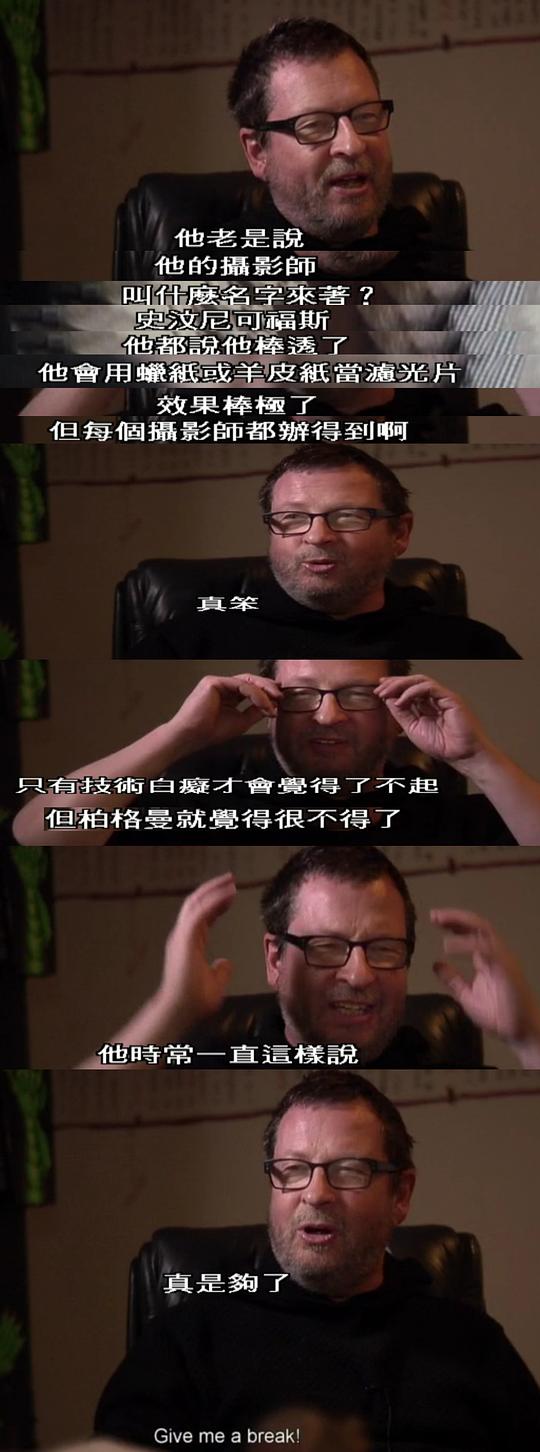 他老是說
他的攝影師
叫什麼名字來著？
史汶尼可福斯
他都說他棒透了
他會用蠟紙或羊皮紙當濾光片
效果棒極了
但每個攝影師都辦得到啊
真笨
只有技術白癡才會覺得了不起
但柏格曼就覺得很不得了
他時常一直這樣說
真是夠了
Give me a break!